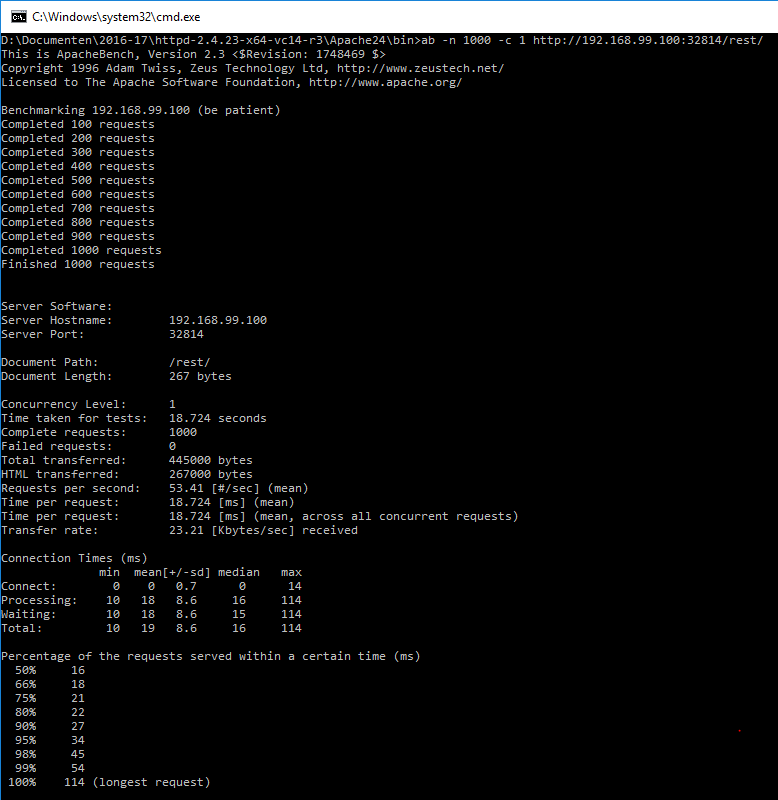 C:\Windows\system32\cmd.exe
D:\Documenten\2016-17\httpd-2.4.23-x64-vc14-r3\Apache24\bin>ab -n 1000 -c 1 http://192.168.99.100:32814/rest/
This is ApacheBench, Version 2.3 <$Revision: 1748469 $>
Copyright 1996 Adam Twiss, Zeus Technology Ltd, http://www.zeustech.net/
Licensed to The Apache Software Foundation, http://www.apache.org/

Benchmarking 192.168.99.100 (be patient)
Completed 100 requests
Completed 200 requests
Completed 300 requests
Completed 400 requests
Completed 500 requests
Completed 600 requests
Completed 700 requests
Completed 800 requests
Completed 900 requests
Completed 1000 requests
Finished 1000 requests


Server Software:
Server Hostname:        192.168.99.100
Server Port:            32814

Document Path:          /rest/
Document Length:        267 bytes

Concurrency Level:      1
Time taken for tests:   18.724 seconds
Complete requests:      1000
Failed requests:        0
Total transferred:      445000 bytes
HTML transferred:       267000 bytes
Requests per second:    53.41 [#/sec] (mean)
Time per request:       18.724 [ms] (mean)
Time per request:       18.724 [ms] (mean, across all concurrent requests)
Transfer rate:          23.21 [Kbytes/sec] received

Connection Times (ms)
              min  mean[+/-sd] median   max
Connect:        0    0   0.7      0      14
Processing:    10   18   8.6     16     114
Waiting:       10   18   8.6     15     114
Total:         10   19   8.6     16     114

Percentage of the requests served within a certain time (ms)
  50%     16
  66%     18
  75%     21
  80%     22
  90%     27
  95%     34
  98%     45
  99%     54
 100%    114 (longest request)